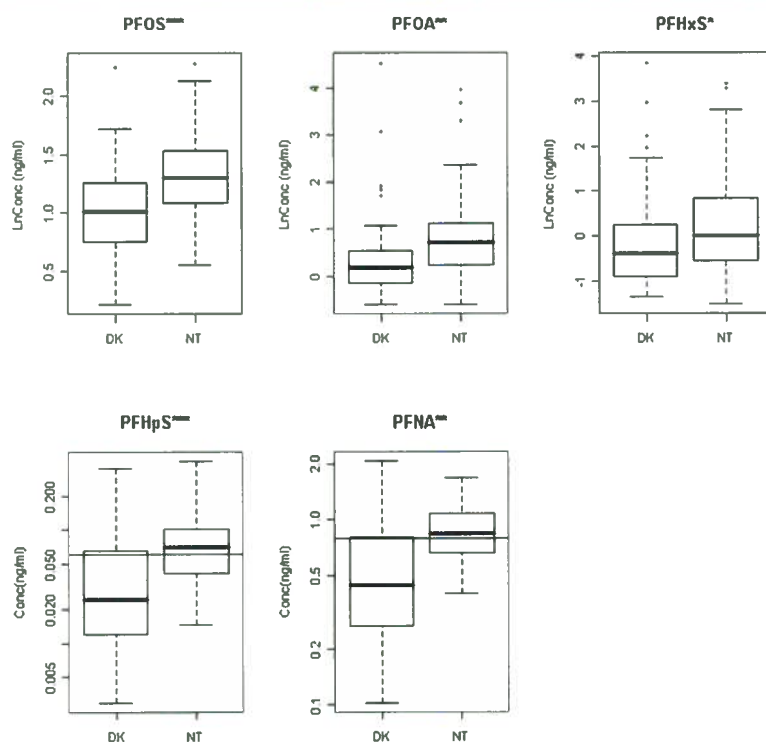 PFOS***
PFOA**
PFHxS*
LnConc (ng/ml)
2.0
1.5
1.0
0.5
DK
NT
LnConc (ng/ml)
4
3
2
1
0
DK
NT
LnConc (ng/ml)
4
3
2
1
0
-1
DK
NT
PFHpS***
PFNA**
Conc(ng/ml)
0.200
0.050
0.020
0.005
DK
NT
Conc(ng/ml)
2.0
1.0
0.5
0.2
0.1
DK
NT